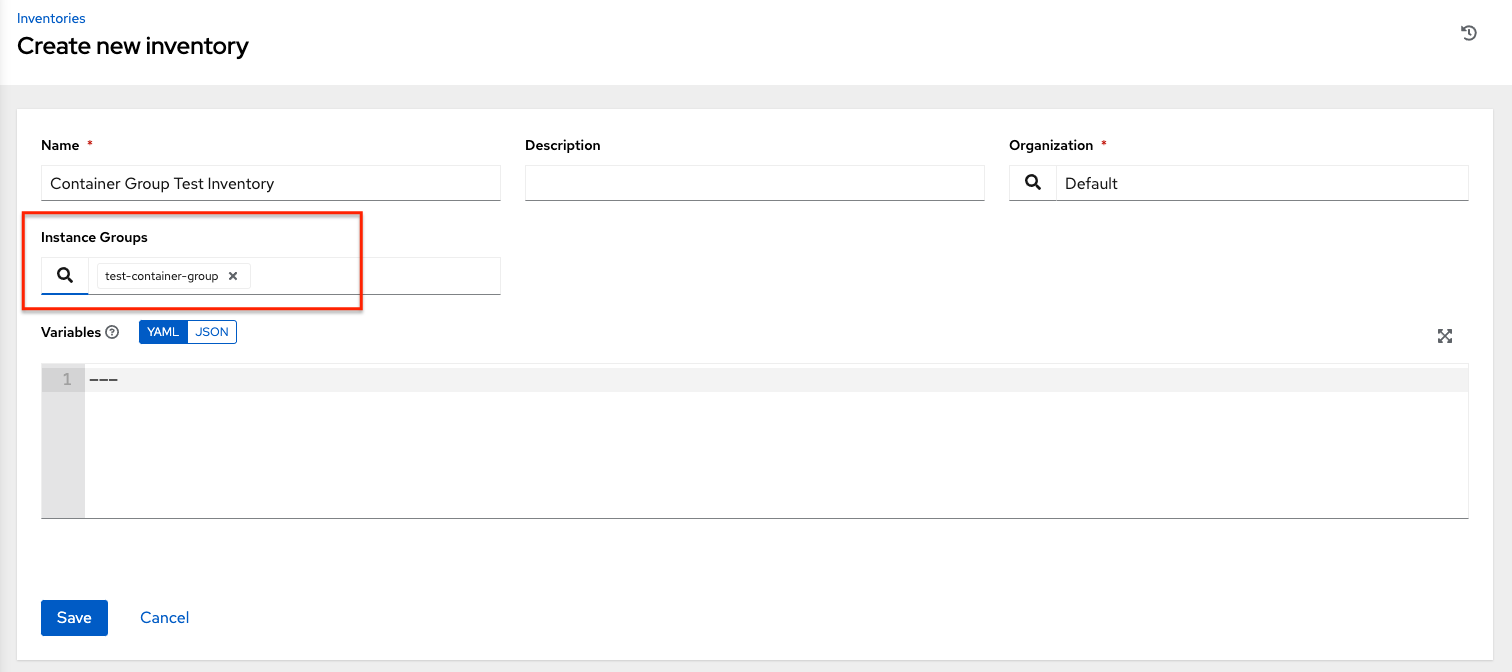 Inventories
Create new inventory
Name *
Description
Organization *
Container Group Test Inventory
Default
Instance Groups
test-container-group
Variables
YAML JSON
1 ---
Save
Cancel